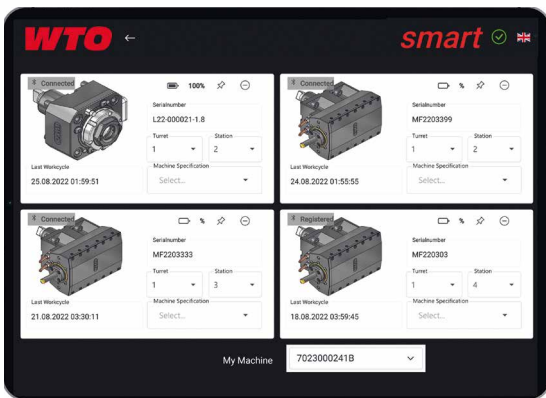 WTO
smart
Connected
100%
Serialnumber
L22-000021-1.8
Turret
Station
1
2
Last Workcycle
Machine Specification
25.08.2022 01:59:51
Select...
Connected
%
Serialnumber
MF2203399
Turret
Station
1
2
Last Workcycle
Machine Specification
24.08.2022 01:55:55
Select...
Connected
%
Serialnumber
MF2203333
Turret
Station
1
3
Last Workcycle
Machine Specification
21.08.2022 03:30:11
Select...
Registered
%
Serialnumber
MF220303
Turret
Station
1
4
Last Workcycle
Machine Specification
18.08.2022 03:59:45
Select...
My Machine
7023000241B